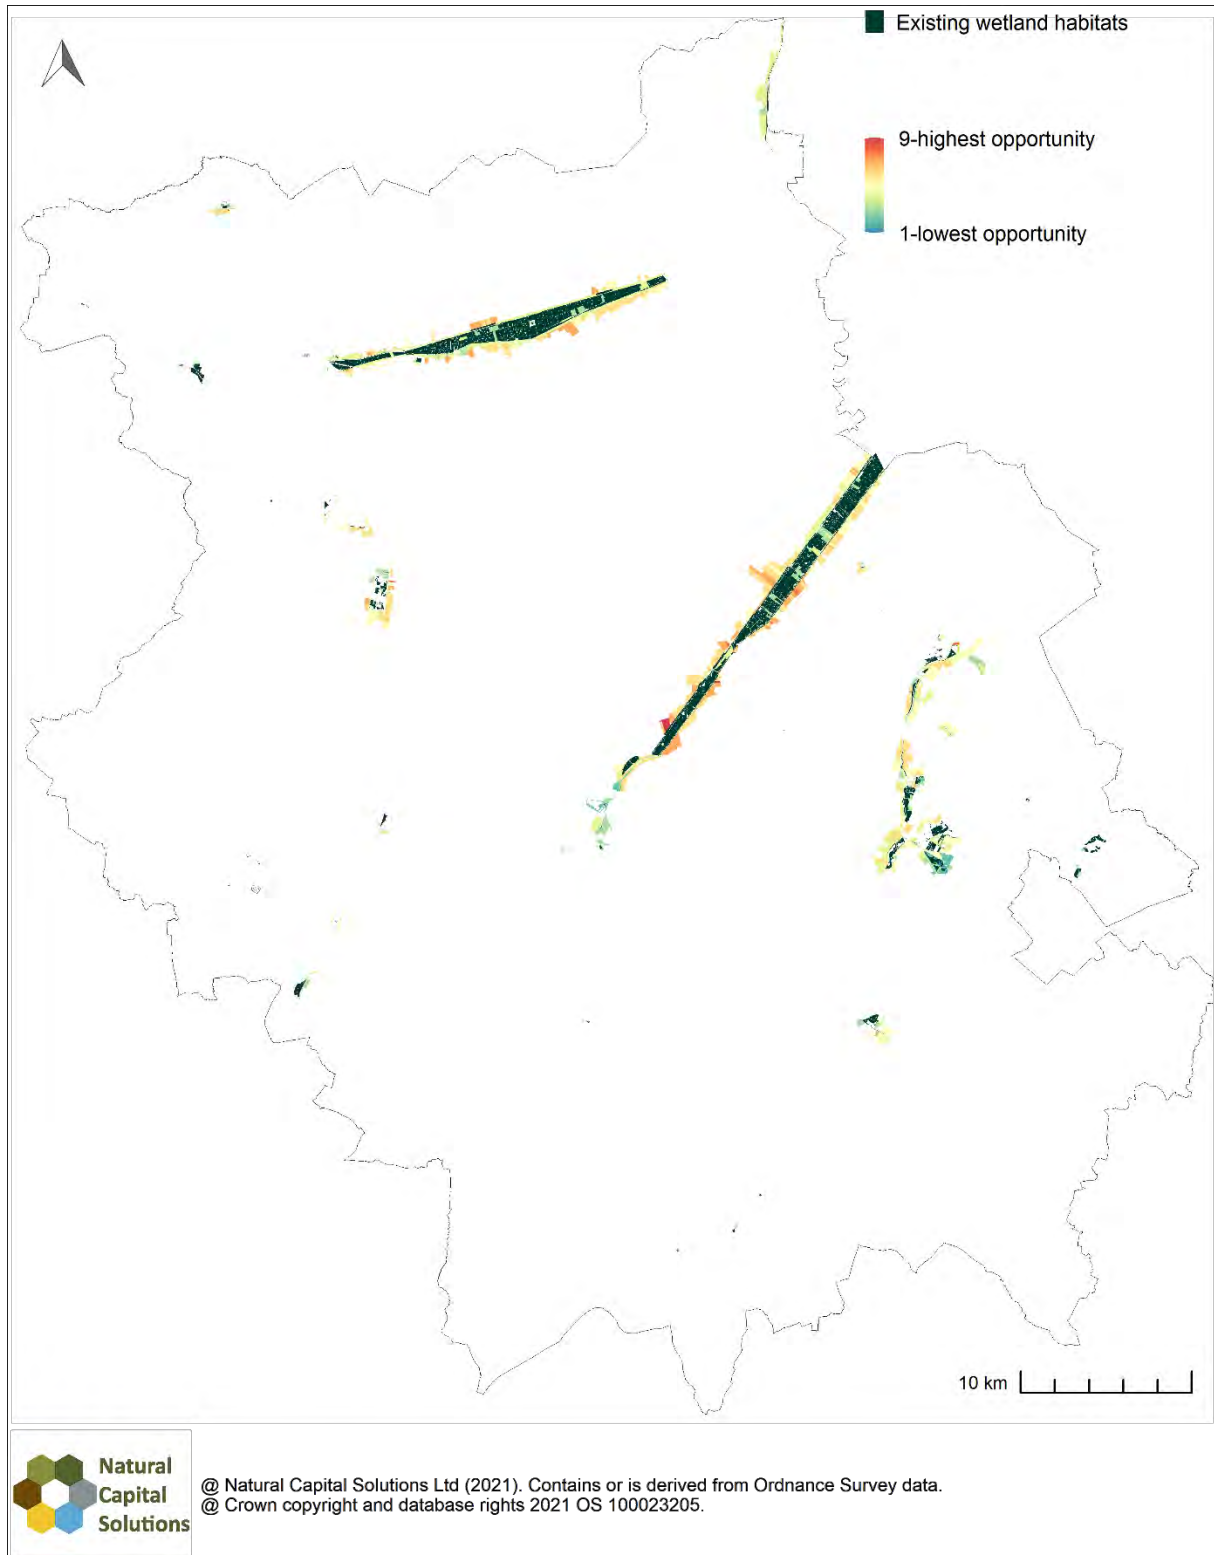 Existing wetland habitats
9-highest opportunity
1-lowest opportunity
10 km
Natural
Capital
Solutions
@ Natural Capital Solutions Ltd (2021). Contains or is derived from Ordnance Survey data.
@ Crown copyright and database rights 2021 OS 100023205.